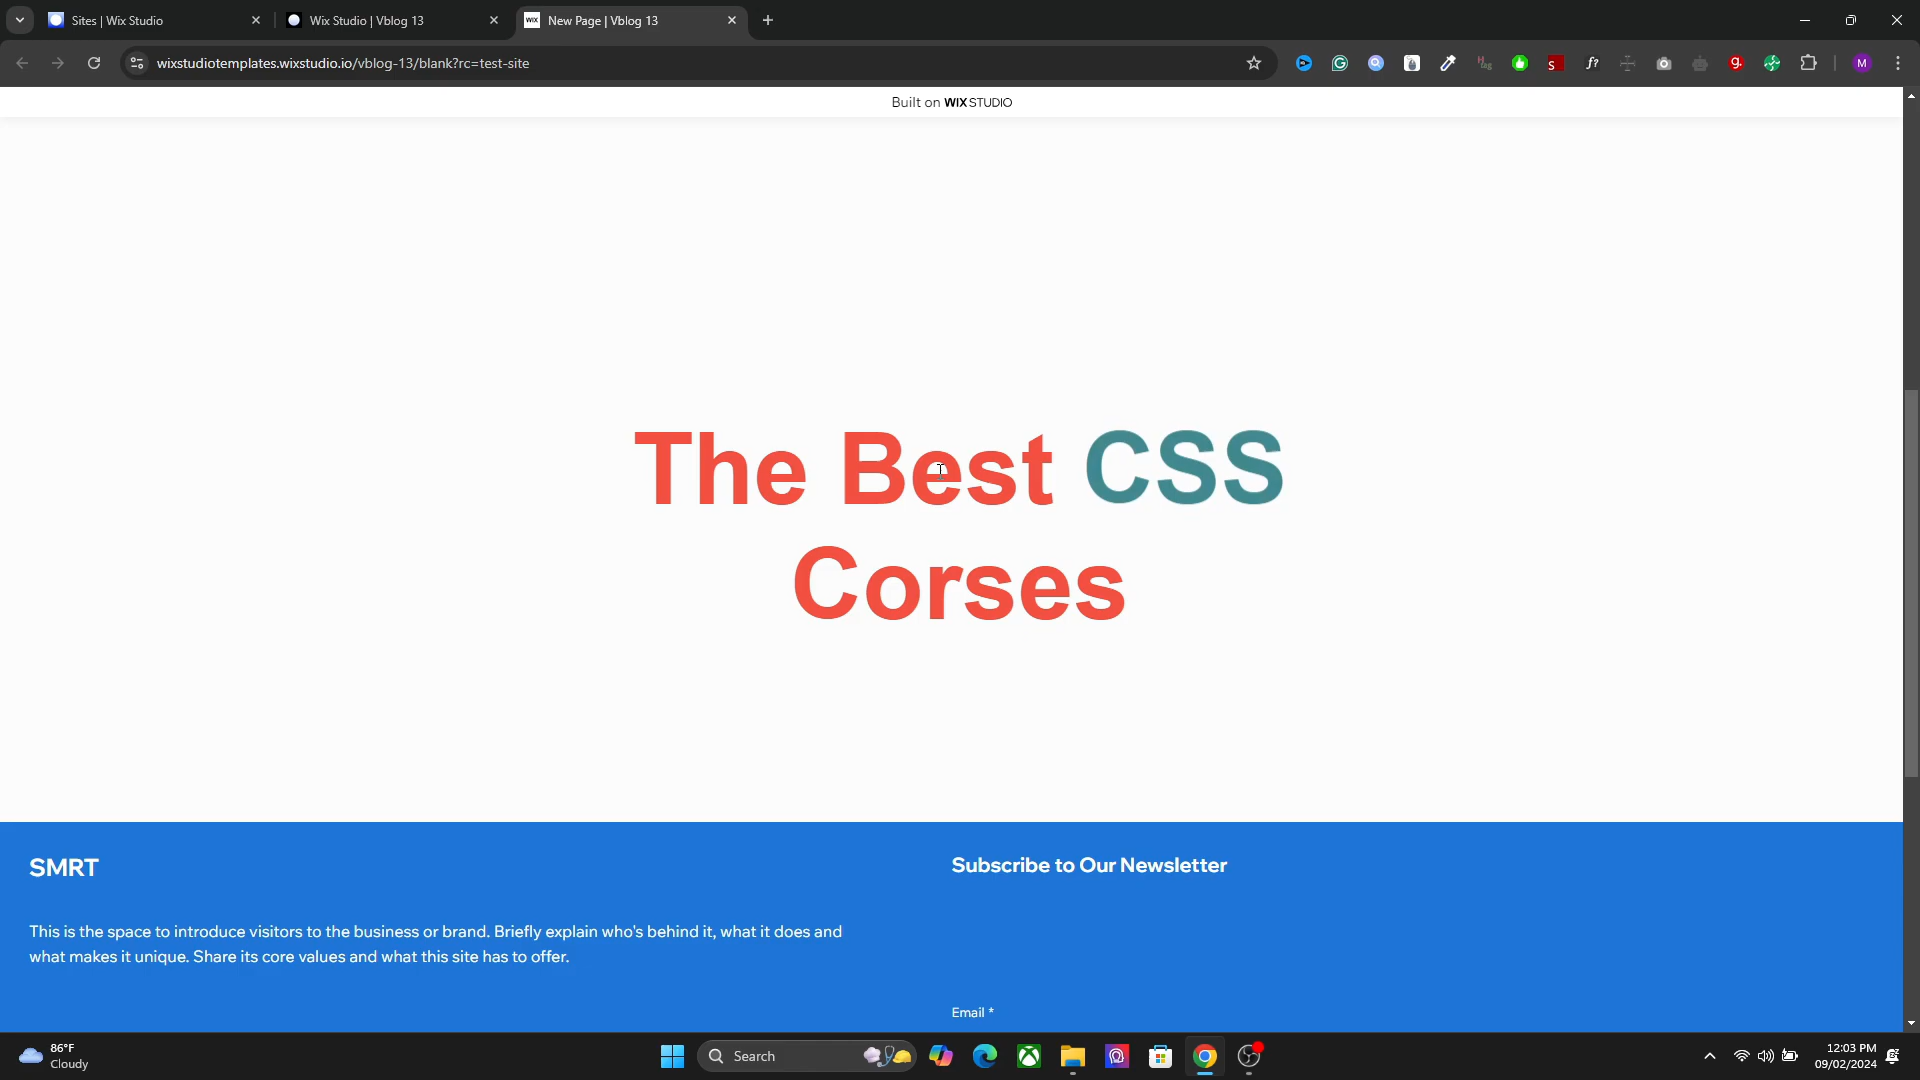 Sites | Wix Studio
Wix Studio | Vblog 13
WIX New Page | Vblog 13
wixstudiotemplates.wixstudio.io/vblog-13/blank?rc=test-site
Built on WIX STUDIO
The Best CSS
Corses
SMRT
Subscribe to Our Newsletter
This is the space to introduce visitors to the business or brand. Briefly explain who's behind it, what it does and
what makes it unique. Share its core values and what this site has to offer.
Email *
86°F
Cloudy
Search
12:03 PM
09/02/2024